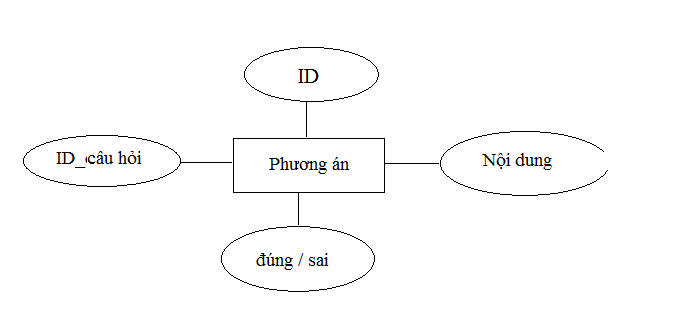 ID
ID_câu hỏi
Phương án
Nội dung
đúng / sai